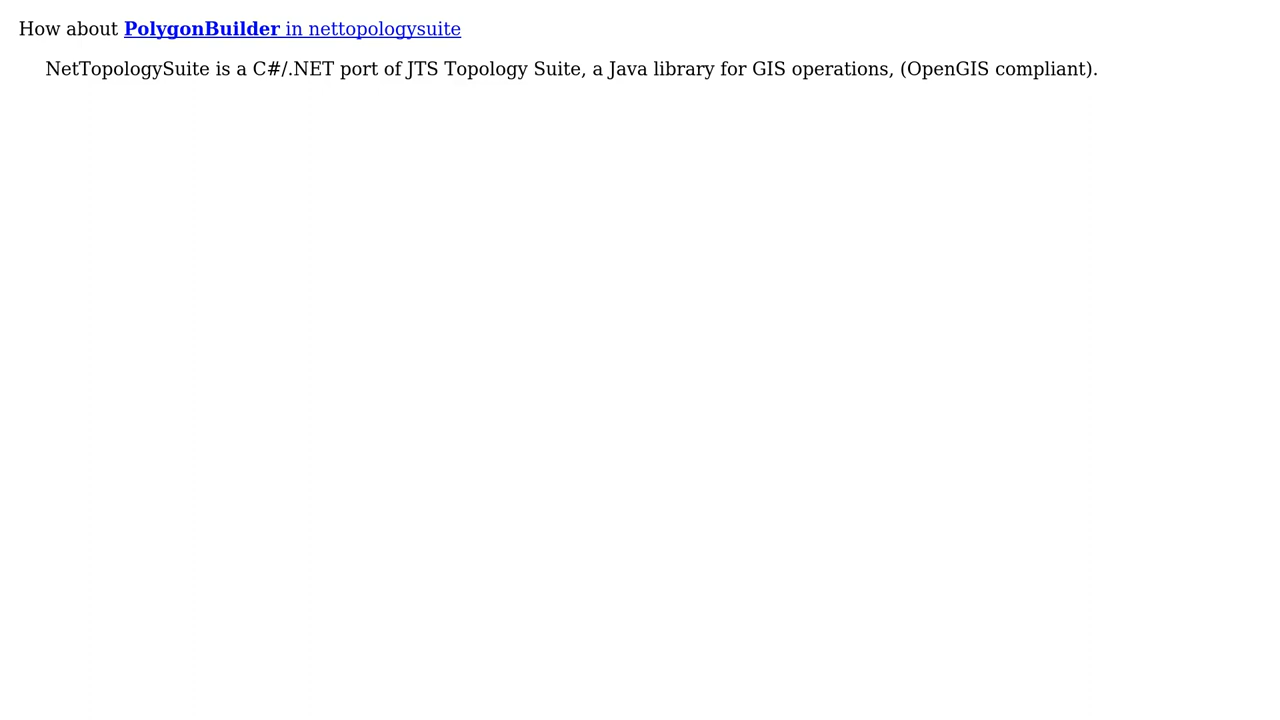 How about PolygonBuilder in nettopologysuite
NetTopologySuite is a C#/.NET port of JTS Topology Suite, a Java library for GIS operations, (OpenGIS compliant).